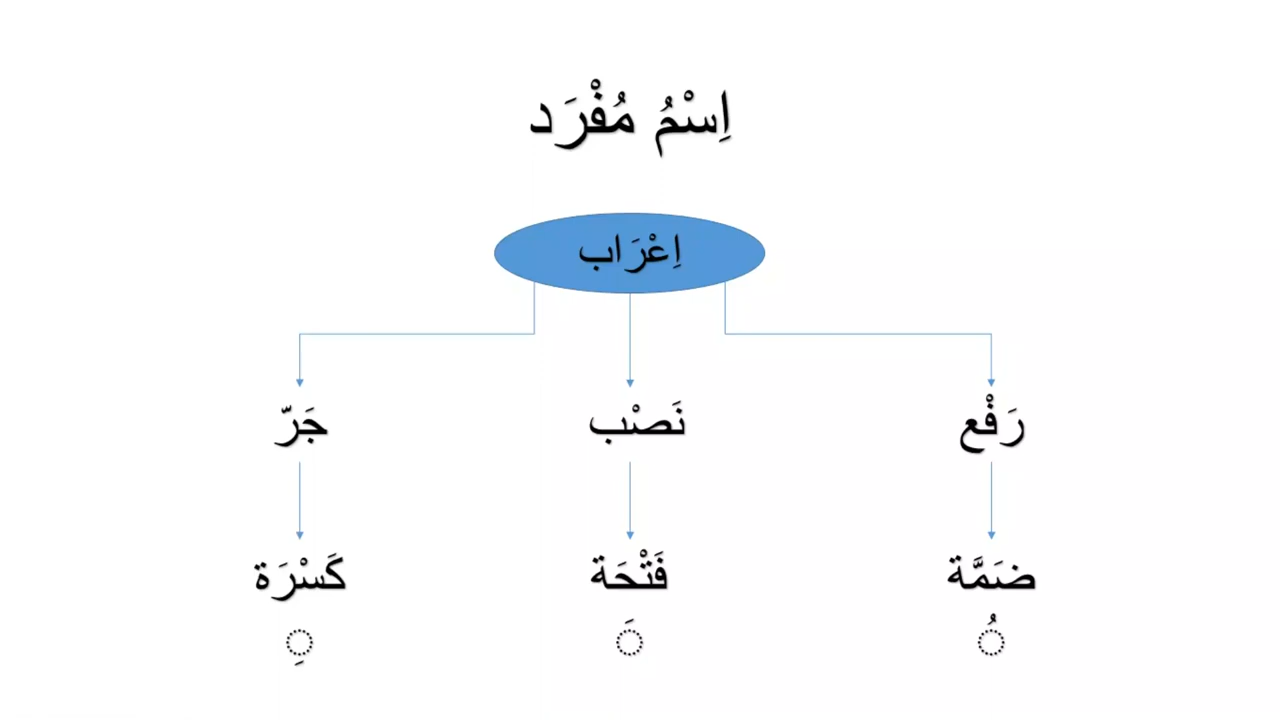 اِسْمُ مُفْرَد
اِعْرَاب
رَفْع نَصْب جَرّ
ضَمَّة فَتْحَة كَسْرَة
◌ُ ◌َ ◌ِ